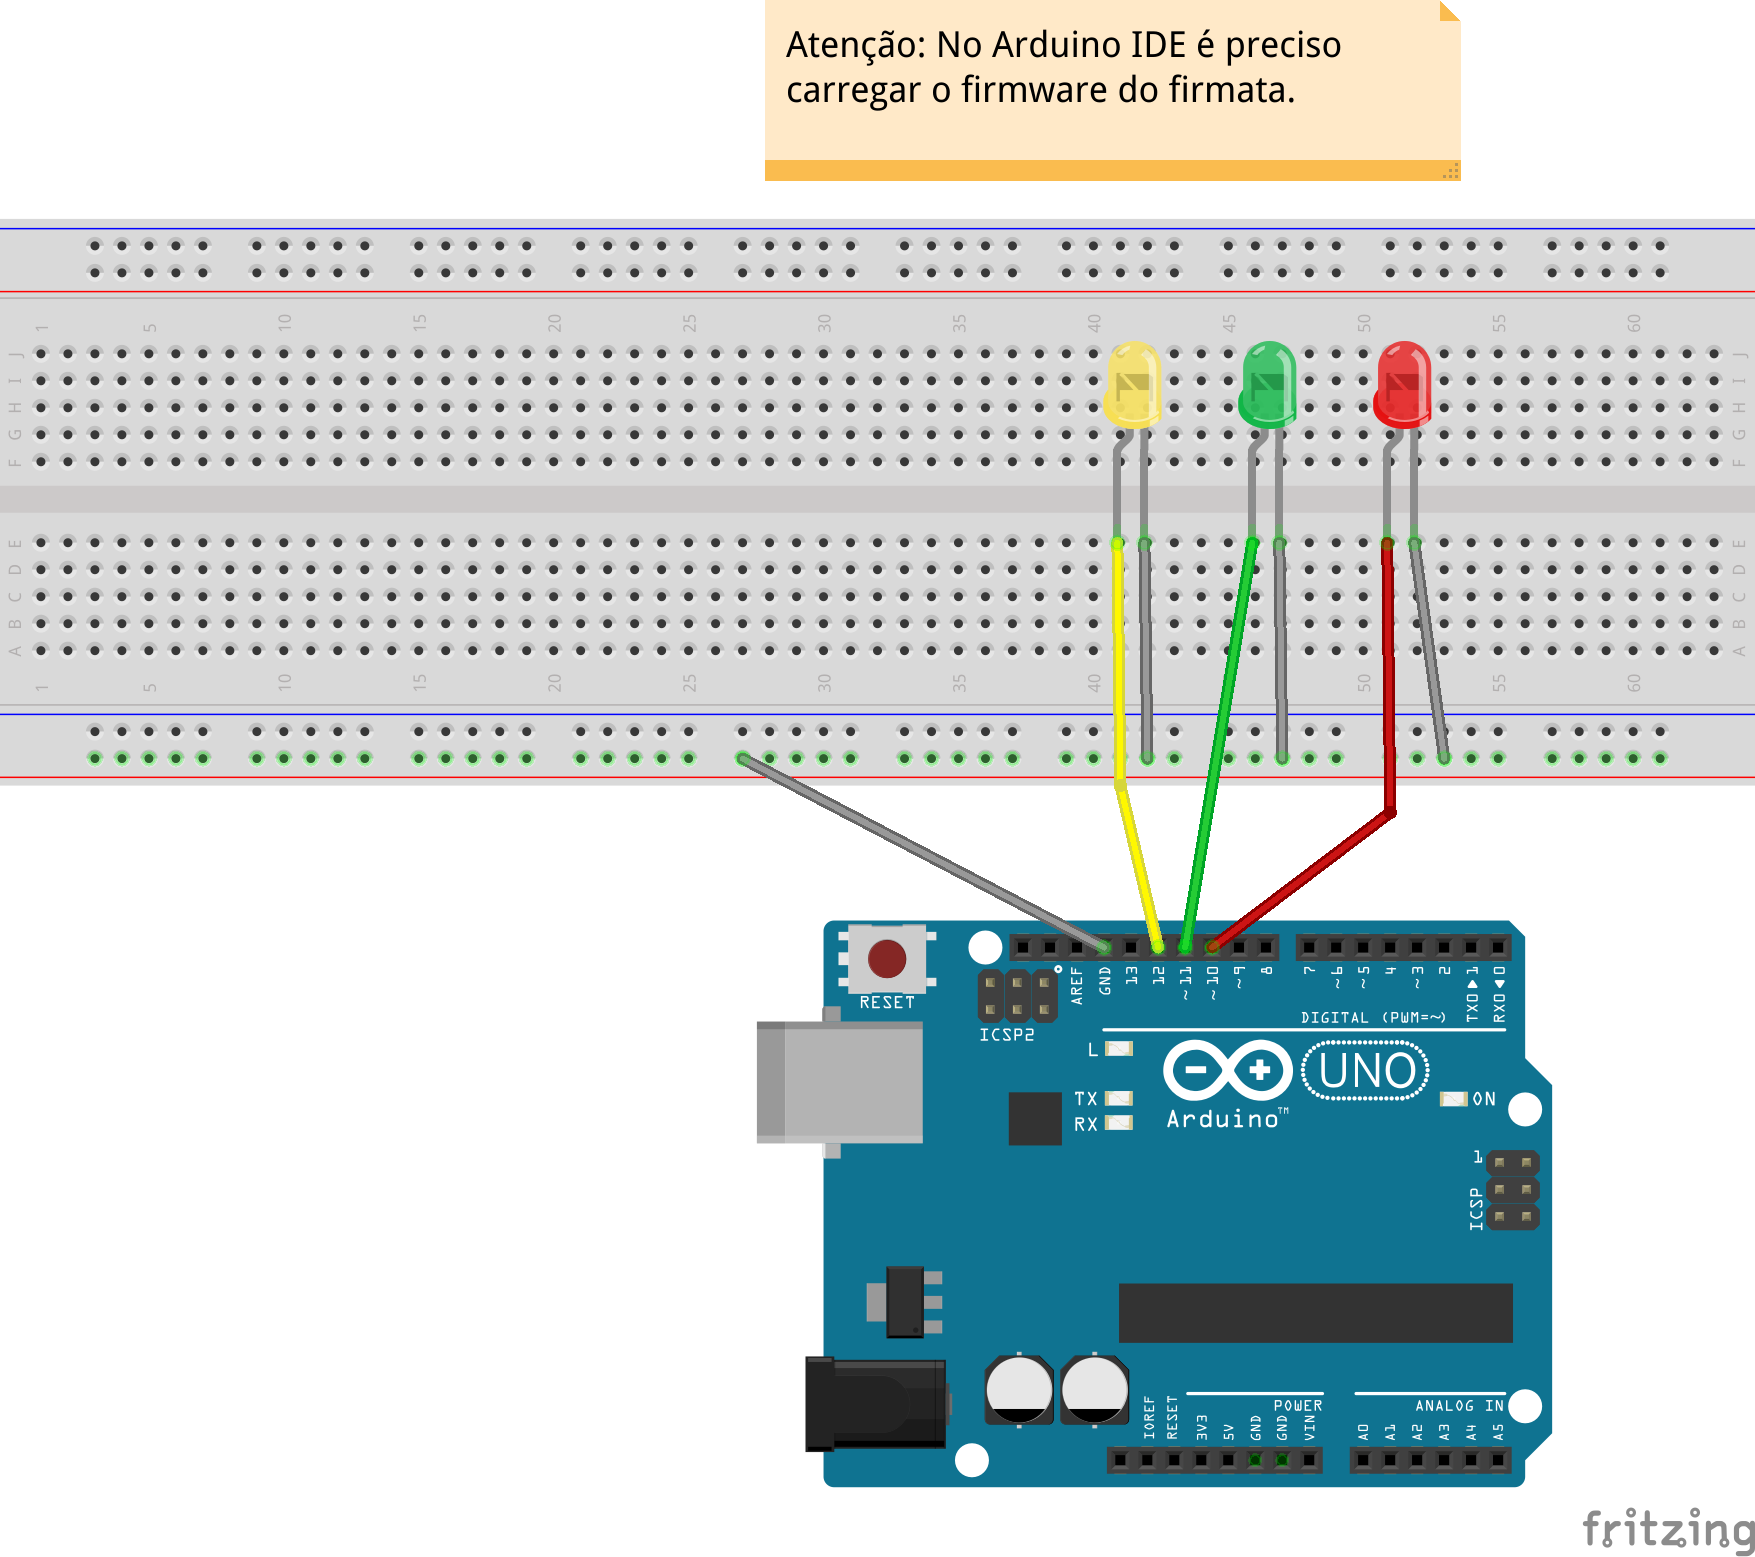 Atenção: No Arduino IDE é preciso
carregar o firmware do firmata.
1 5 10 15 20 25 30 35 40 45 50 55 60
J J
I I
H H
G G
F F
E E
D D
C C
B B
A A
1 5 10 15 20 25 30 35 40 50 55 60
RESET
AREF GND 13 12 ~11 ~10 ~9 8 7 ~6 ~5 4 ~3 2 TX0▶1 RX0◀0
ICSP2
DIGITAL (PWM=~)
L
TX
RX
UNO
Arduino™
ON
1
ICSP
POWER
ANALOG IN
IOREF RESET 3V3 5V GND GND VIN A0 A1 A2 A3 A4 A5
fritzing